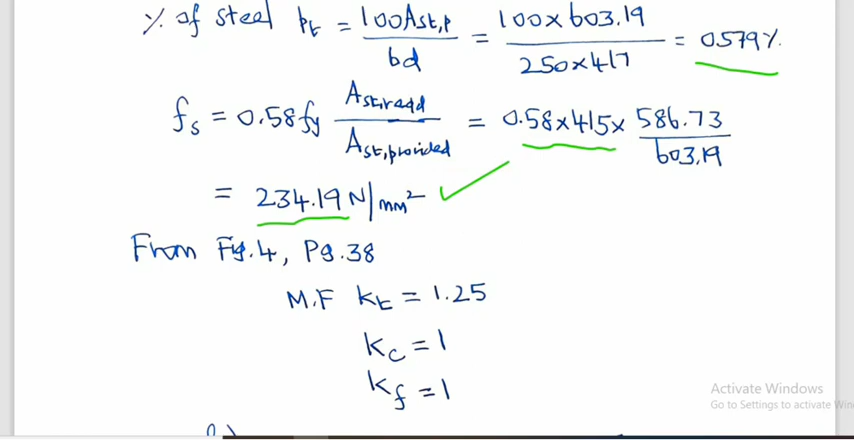 % of steel pt = 100Ast,p / bd = 100×603.19 / 250×417 = 0.579%.
fs = 0.58fy Ast,reqd / Ast,provided = 0.58×415× 586.73 / 603.19
= 234.19 N/mm²
From Fig.4, Pg.38
M.F kt = 1.25
kc = 1
kf = 1
Activate Windows
Go to Settings to activate Win